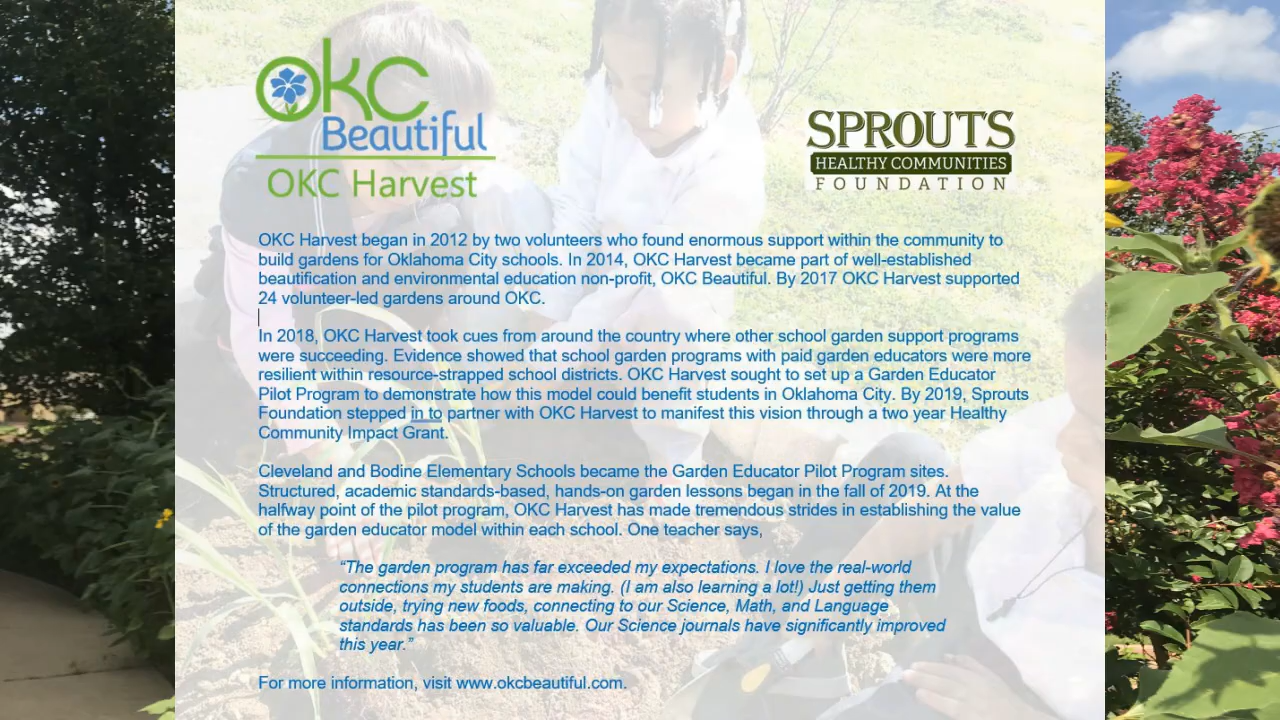 OKC
Beautiful
OKC Harvest
SPROUTS
HEALTHY COMMUNITIES
FOUNDATION
OKC Harvest began in 2012 by two volunteers who found enormous support within the community to
build gardens for Oklahoma City schools. In 2014, OKC Harvest became part of well-established
beautification and environmental education non-profit, OKC Beautiful. By 2017 OKC Harvest supported
24 volunteer-led gardens around OKC.
In 2018, OKC Harvest took cues from around the country where other school garden support programs
were succeeding. Evidence showed that school garden programs with paid garden educators were more
resilient within resource-strapped school districts. OKC Harvest sought to set up a Garden Educator
Pilot Program to demonstrate how this model could benefit students in Oklahoma City. By 2019, Sprouts
Foundation stepped in to partner with OKC Harvest to manifest this vision through a two year Healthy
Community Impact Grant.
Cleveland and Bodine Elementary Schools became the Garden Educator Pilot Program sites.
Structured, academic standards-based, hands-on garden lessons began in the fall of 2019. At the
halfway point of the pilot program, OKC Harvest has made tremendous strides in establishing the value
of the garden educator model within each school. One teacher says,
“The garden program has far exceeded my expectations. I love the real-world
connections my students are making. (I am also learning a lot!) Just getting them
outside, trying new foods, connecting to our Science, Math, and Language
standards has been so valuable. Our Science journals have significantly improved
this year.”
For more information, visit www.okcbeautiful.com.